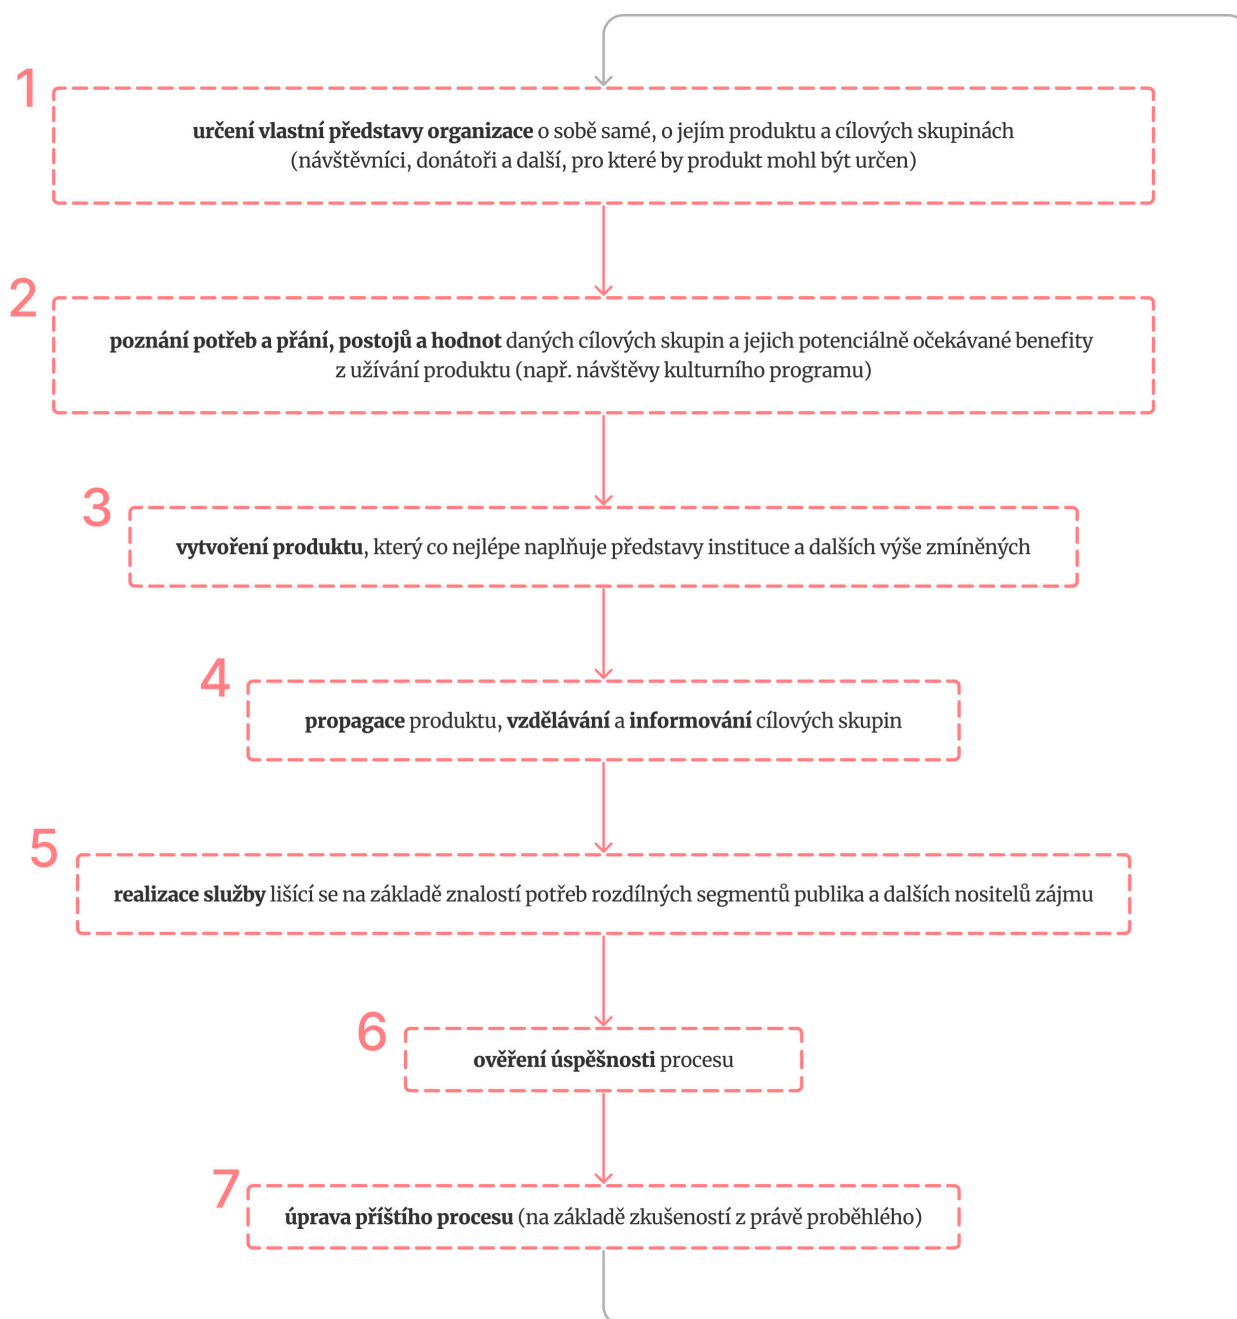 1
určení vlastní představy organizace o sobě samé, o jejím produktu a cílových skupinách
(návštěvníci, donátoři a další, pro které by produkt mohl být určen)
2
poznání potřeb a přání, postojů a hodnot daných cílových skupin a jejich potenciálně očekávané benefity
z užívání produktu (např. návštěvy kulturního programu)
3
vytvoření produktu, který co nejlépe naplňuje představy instituce a dalších výše zmíněných
4
propagace produktu, vzdělávání a informování cílových skupin
5
realizace služby lišící se na základě znalostí potřeb rozdílných segmentů publika a dalších nositelů zájmu
6
ověření úspěšnosti procesu
7
úprava příštího procesu (na základě zkušeností z právě proběhlého)